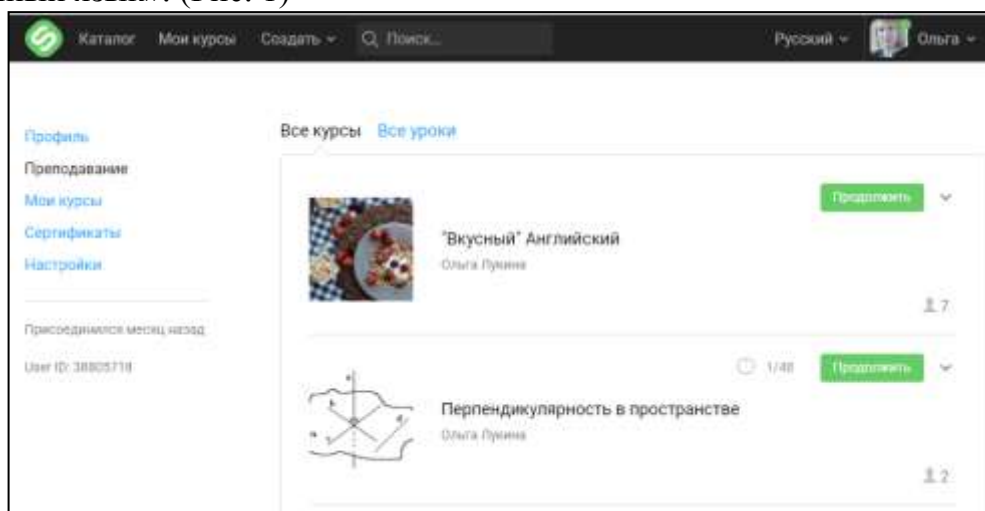 (Рис. 1)
Каталог Мои курсы Создать Поиск... Русский Ольга
Профиль
Преподавание
Мои курсы
Сертификаты
Настройки
Присоединился месяц назад
User ID: 38805718
Все курсы Все уроки
Продолжить
"Вкусный" Английский
Ольга Лукина
7
1/48 Продолжить
Перпендикулярность в пространстве
Ольга Лукина
2